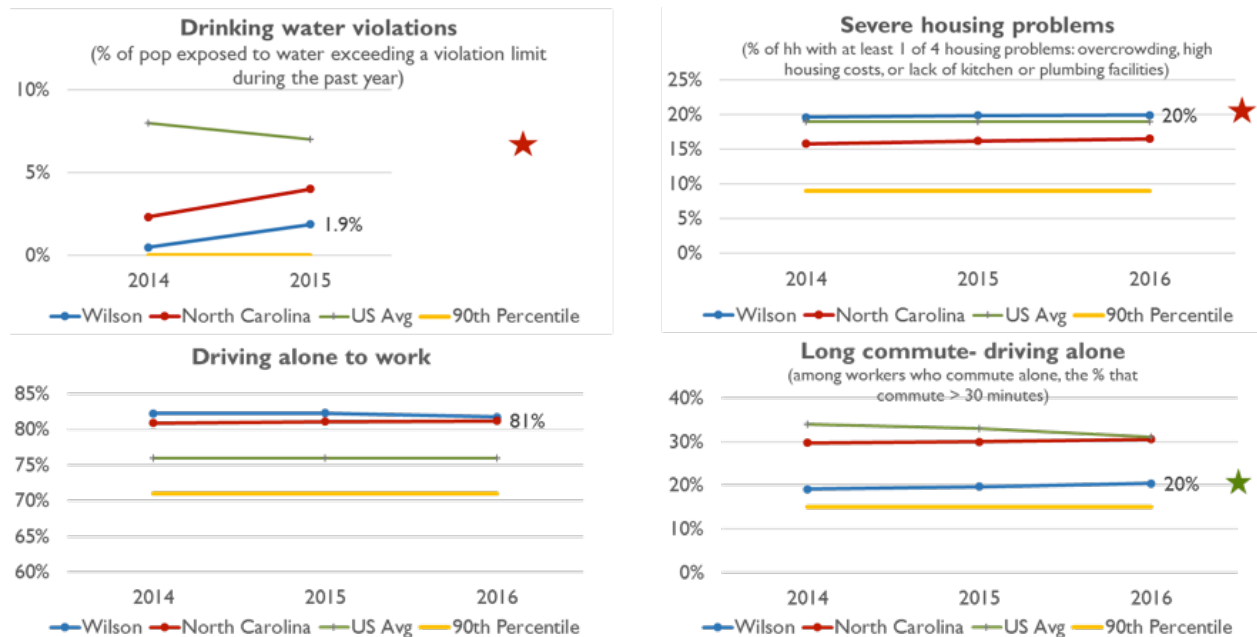 Drinking water violations
(% of pop exposed to water exceeding a violation limit
during the past year)
10%
5%
0%
1.9%
2014 2015
Wilson North Carolina US Avg 90th Percentile
Severe housing problems
(% of hh with at least 1 of 4 housing problems: overcrowding, high
housing costs, or lack of kitchen or plumbing facilities)
25%
20%
15%
10%
5%
0%
20%
2014 2015 2016
Wilson North Carolina US Avg 90th Percentile
Driving alone to work
85%
80%
75%
70%
65%
60%
81%
2014 2015 2016
Wilson North Carolina US Avg 90th Percentile
Long commute- driving alone
(among workers who commute alone, the % that
commute > 30 minutes)
40%
30%
20%
10%
0%
20%
2014 2015 2016
Wilson North Carolina US Avg 90th Percentile